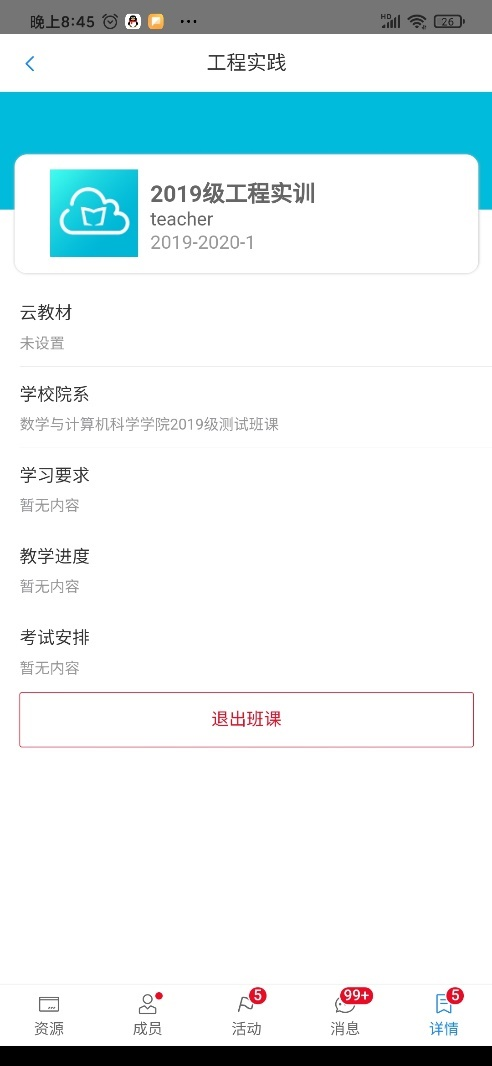 晚上8:45
HD
26
工程实践
2019级工程实训
teacher
2019-2020-1
云教材
未设置
学校院系
数学与计算机科学学院2019级测试班课
学习要求
暂无内容
教学进度
暂无内容
考试安排
暂无内容
退出班课
5
99+
5
资源
成员
活动
消息
详情